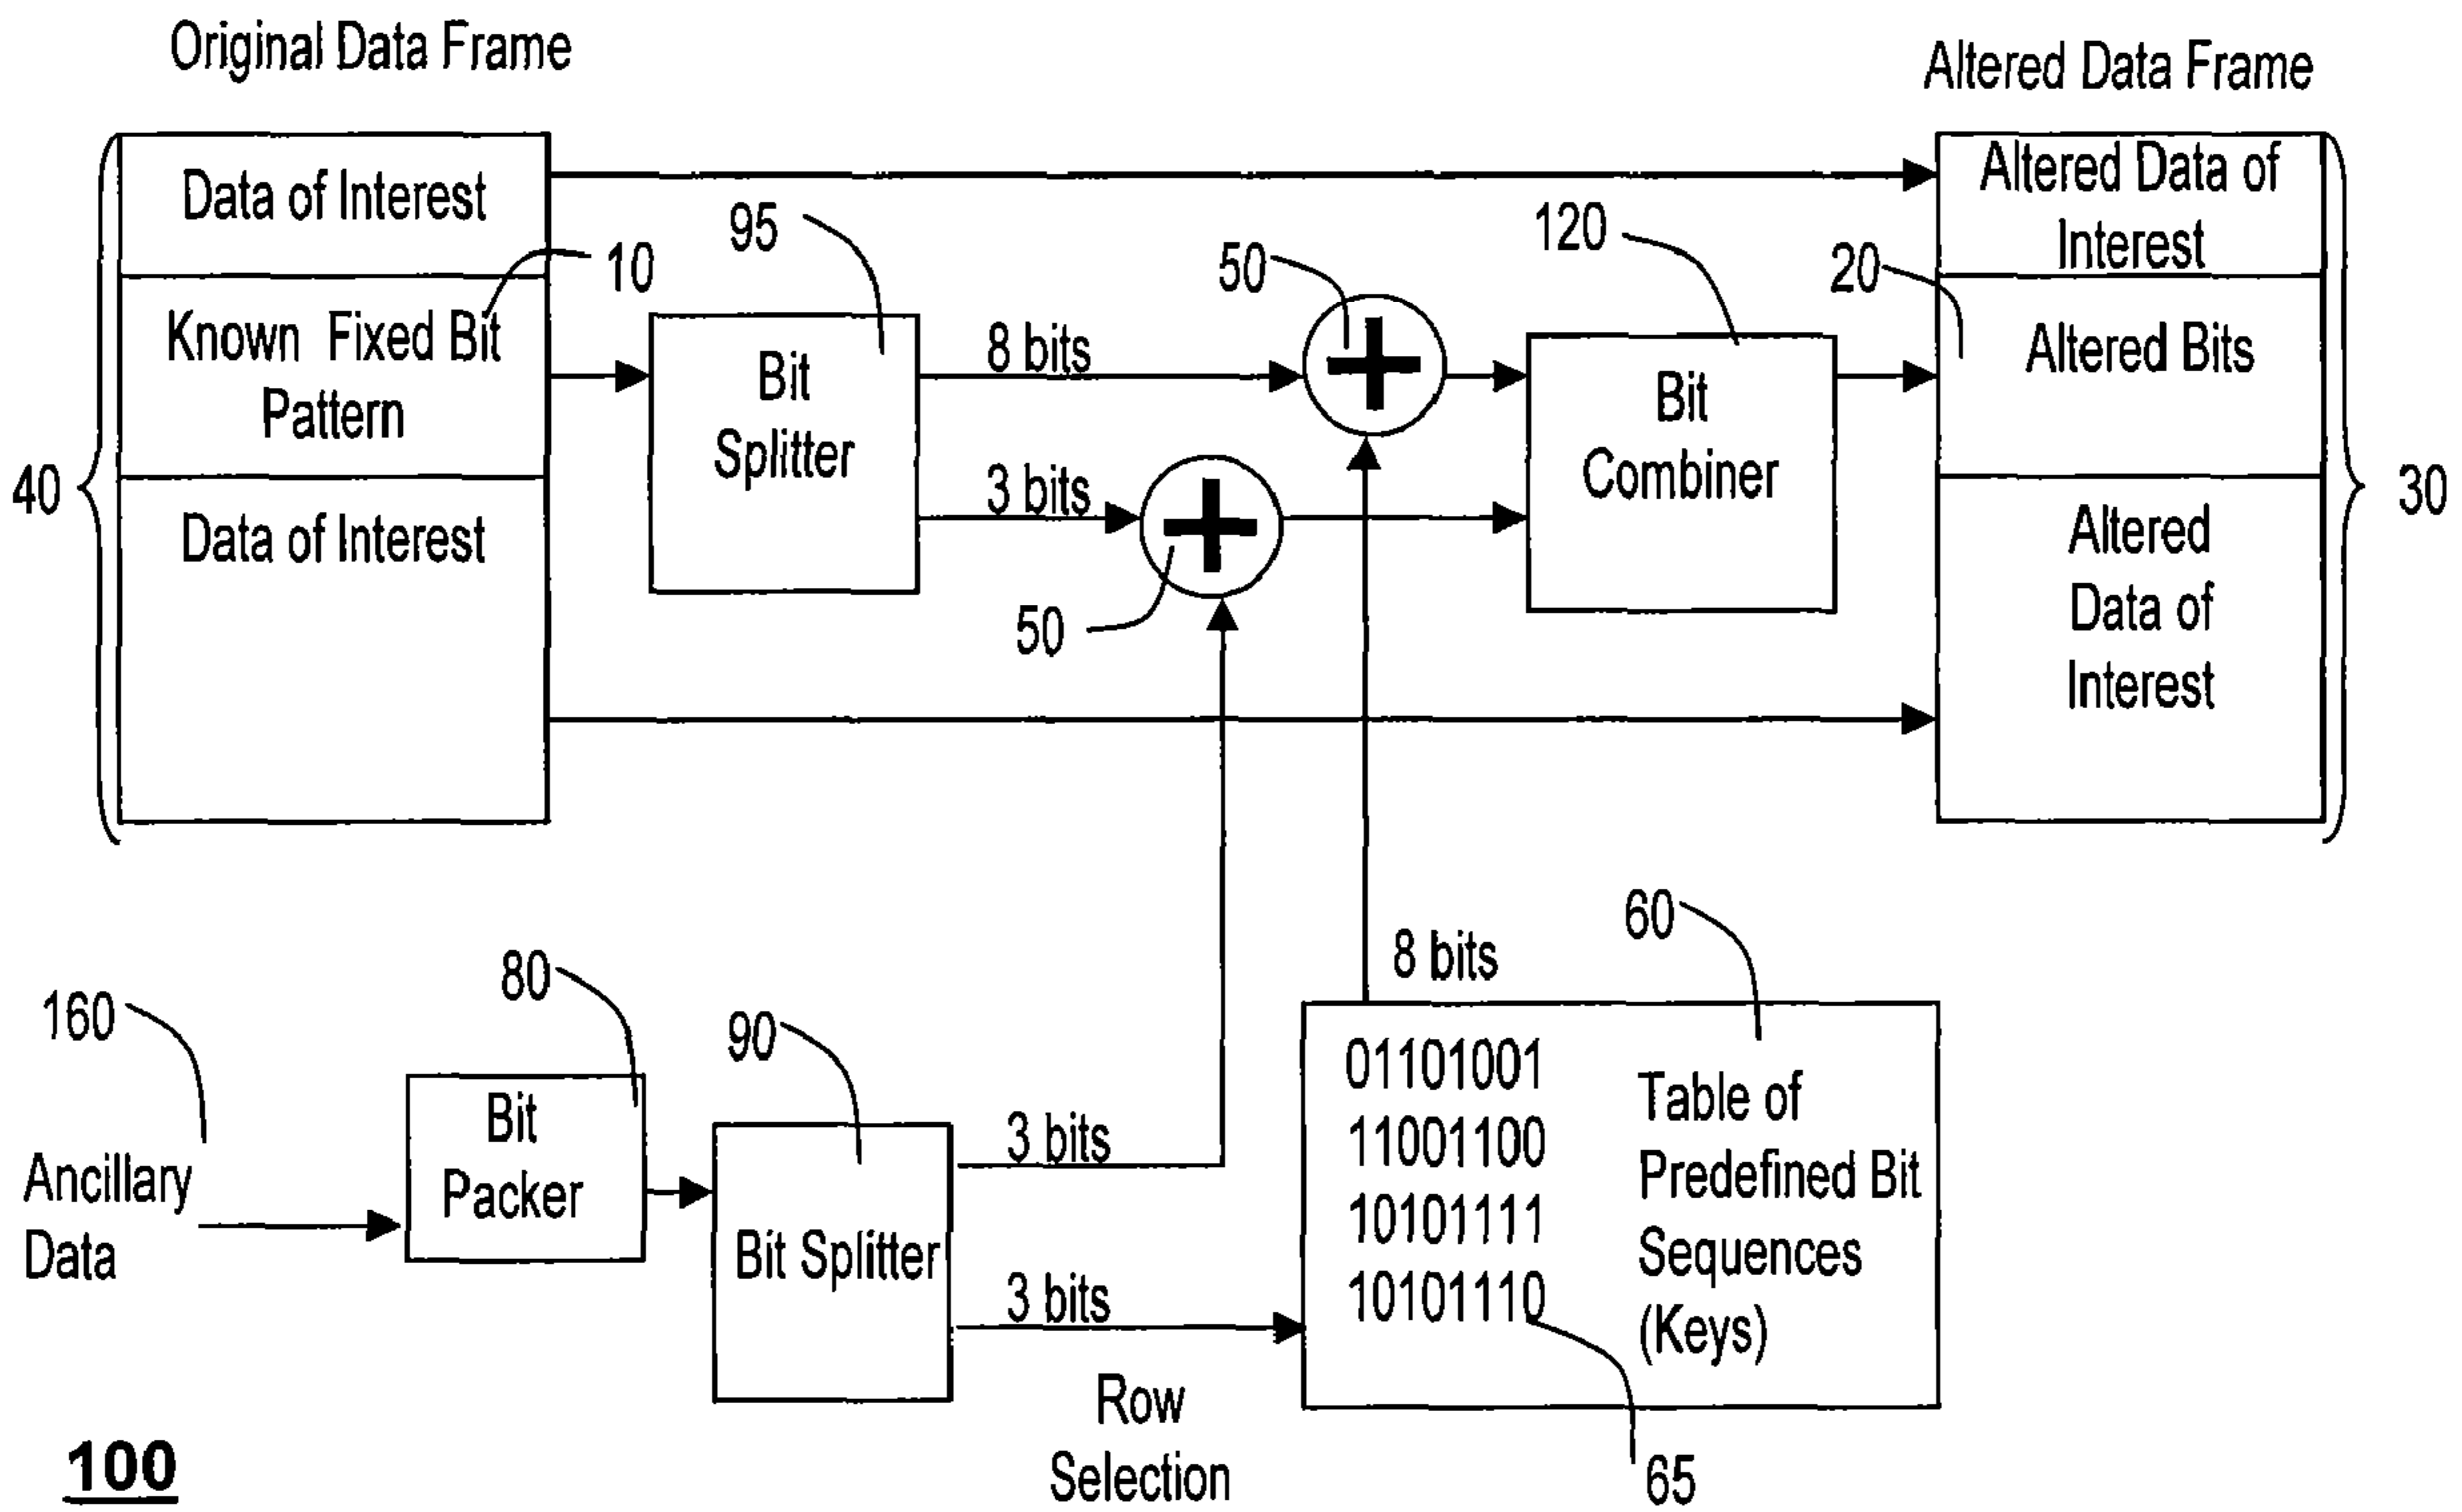 Original Data Frame
Altered Data Frame
Data of Interest
Known Fixed Bit
Pattern
Data of Interest
10
40
95
Bit
Splitter
8 bits
3 bits
50
50
120
Bit
Combiner
20
Altered Data of
Interest
Altered Bits
Altered
Data of
Interest
30
160
Ancillary
Data
80
Bit
Packer
90
Bit Splitter
3 bits
3 bits
Row
Selection
8 bits
60
01101001
11001100
10101111
10101110
Table of
Predefined Bit
Sequences
(Keys)
65
100